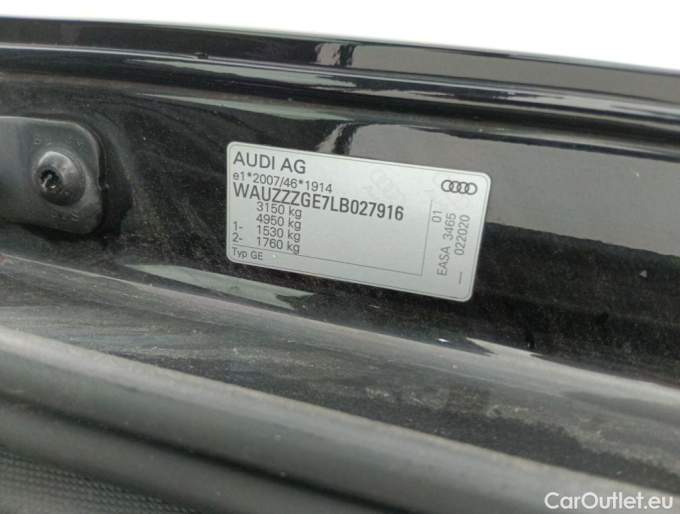 AUDI AG
e1*2007/46*1914
WAUZZZGE7LB027916
3150 kg
4950 kg
1- 1530 kg
2- 1760 kg
Typ GE
01
EASA 3465
— 022020
CarOutlet.eu